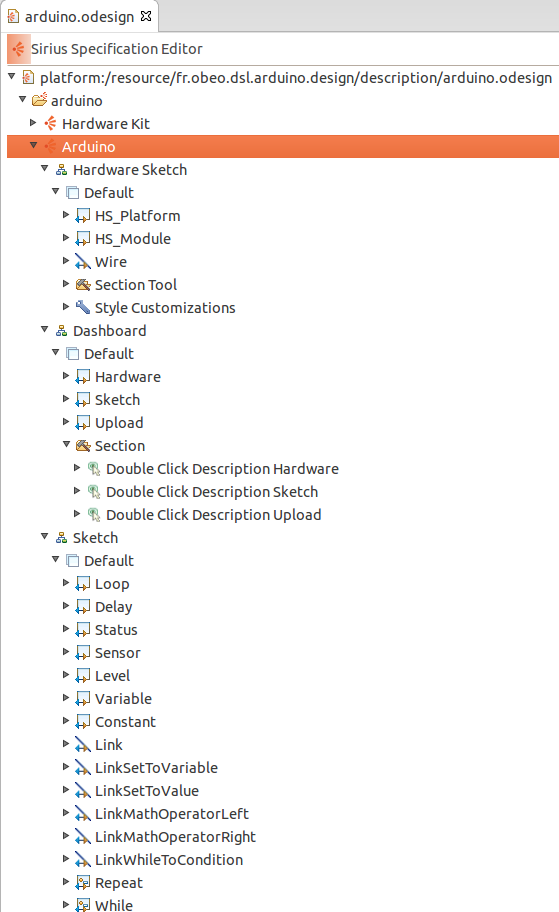 arduino.odesign
Sirius Specification Editor
platform:/resource/fr.obeo.dsl.arduino.design/description/arduino.odesign
arduino
Hardware Kit
Arduino
Hardware Sketch
Default
HS_Platform
HS_Module
Wire
Section Tool
Style Customizations
Dashboard
Default
Hardware
Sketch
Upload
Section
Double Click Description Hardware
Double Click Description Sketch
Double Click Description Upload
Sketch
Default
Loop
Delay
Status
Sensor
Level
Variable
Constant
Link
LinkSetToVariable
LinkSetToValue
LinkMathOperatorLeft
LinkMathOperatorRight
LinkWhileToCondition
Repeat
While